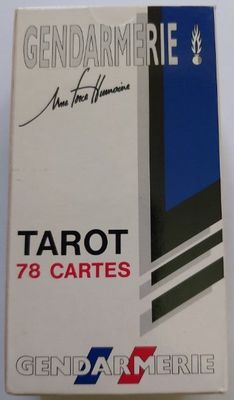 GENDARMERIE
Une Force Humaine
TAROT
78 CARTES
GENDARMERIE